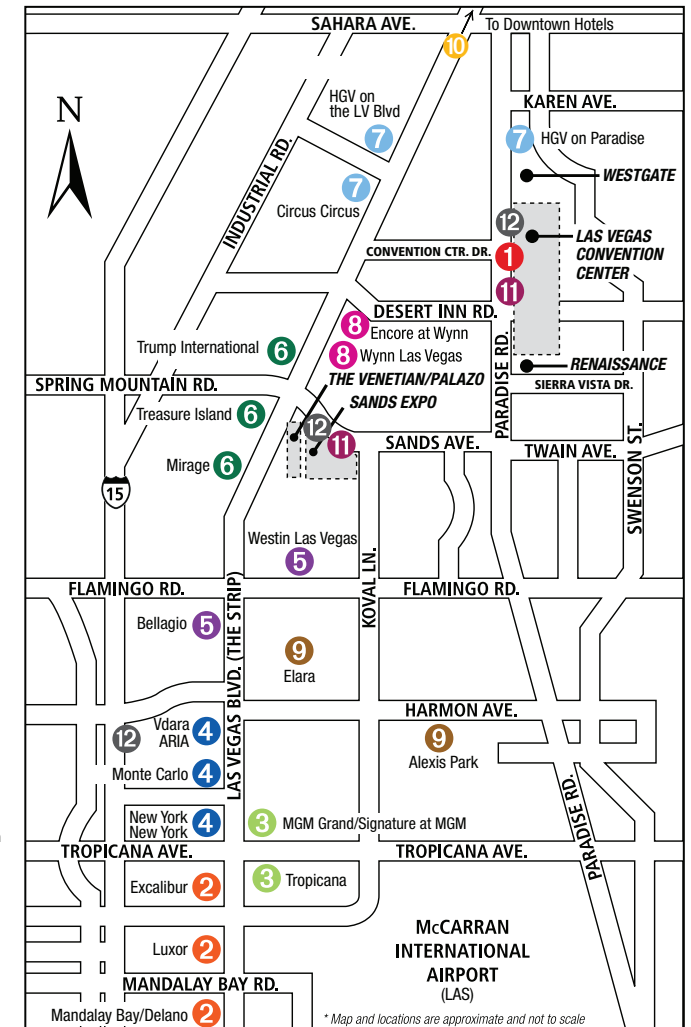 SAHARA AVE.
To Downtown Hotels
10
N
HGV on
the LV Blvd
7
KAREN AVE.
7 HGV on Paradise
WESTGATE
INDUSTRIAL RD.
7
Circus Circus
12
LAS VEGAS
CONVENTION
CENTER
CONVENTION CTR. DR.
1
11
DESERT INN RD.
8 Encore at Wynn
8 Wynn Las Vegas
Trump International 6
PARADISE RD.
RENAISSANCE
THE VENETIAN/PALAZO
SPRING MOUNTAIN RD.
SIERRA VISTA DR.
SANDS EXPO
Treasure Island 6
12
11
SANDS AVE.
TWAIN AVE.
SWENSON ST.
Mirage 6
15
Westin Las Vegas
5
KOVAL LN.
FLAMINGO RD.
FLAMINGO RD.
LAS VEGAS BLVD. (THE STRIP)
Bellagio 5
9
Elara
HARMON AVE.
12
Vdara
ARIA 4
9
Alexis Park
Monte Carlo 4
New York
New York 4
3 MGM Grand/Signature at MGM
PARADISE RD.
TROPICANA AVE.
TROPICANA AVE.
Excalibur 2
3 Tropicana
Luxor 2
McCARRAN
INTERNATIONAL
AIRPORT
(LAS)
MANDALAY BAY RD.
Mandalay Bay/Delano 2
* Map and locations are approximate and not to scale